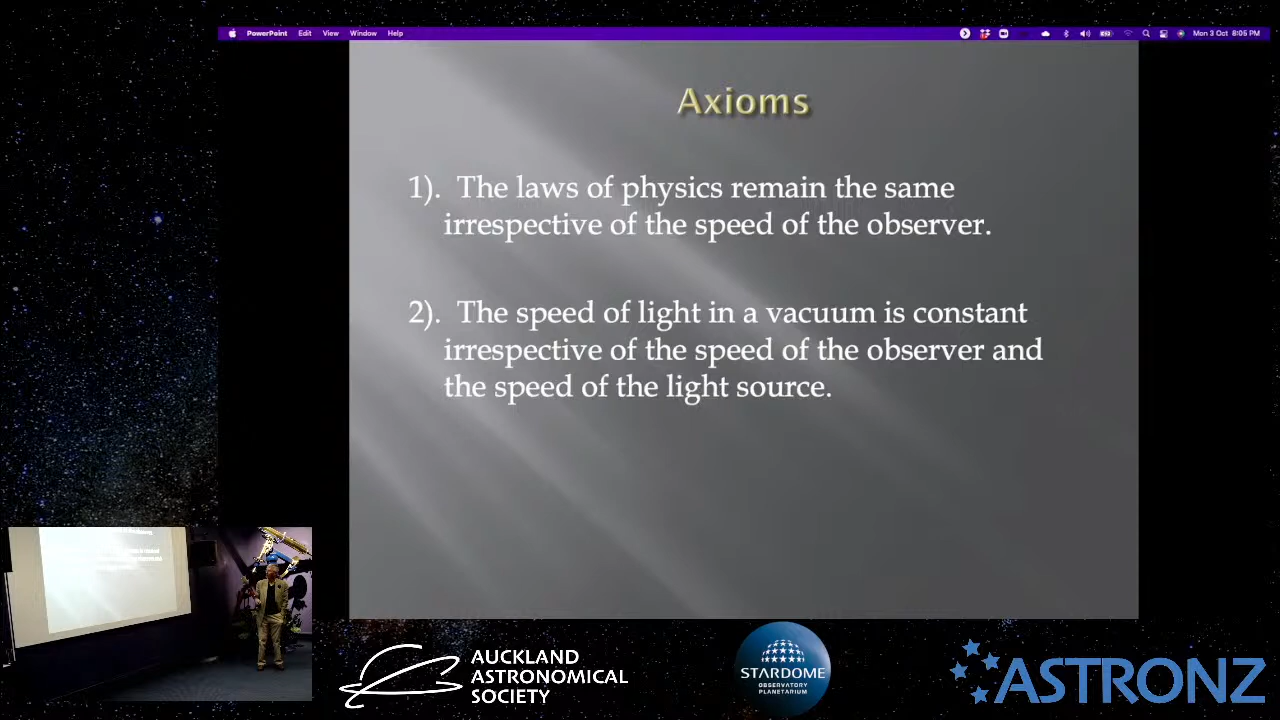 PowerPoint Edit View Window Help
Mon 3 Oct 8:05 PM
Axioms
1). The laws of physics remain the same
irrespective of the speed of the observer.
2). The speed of light in a vacuum is constant
irrespective of the speed of the observer and
the speed of the light source.
AUCKLAND
ASTRONOMICAL
SOCIETY
STARDOME
OBSERVATORY
PLANETARIUM
ASTRONZ